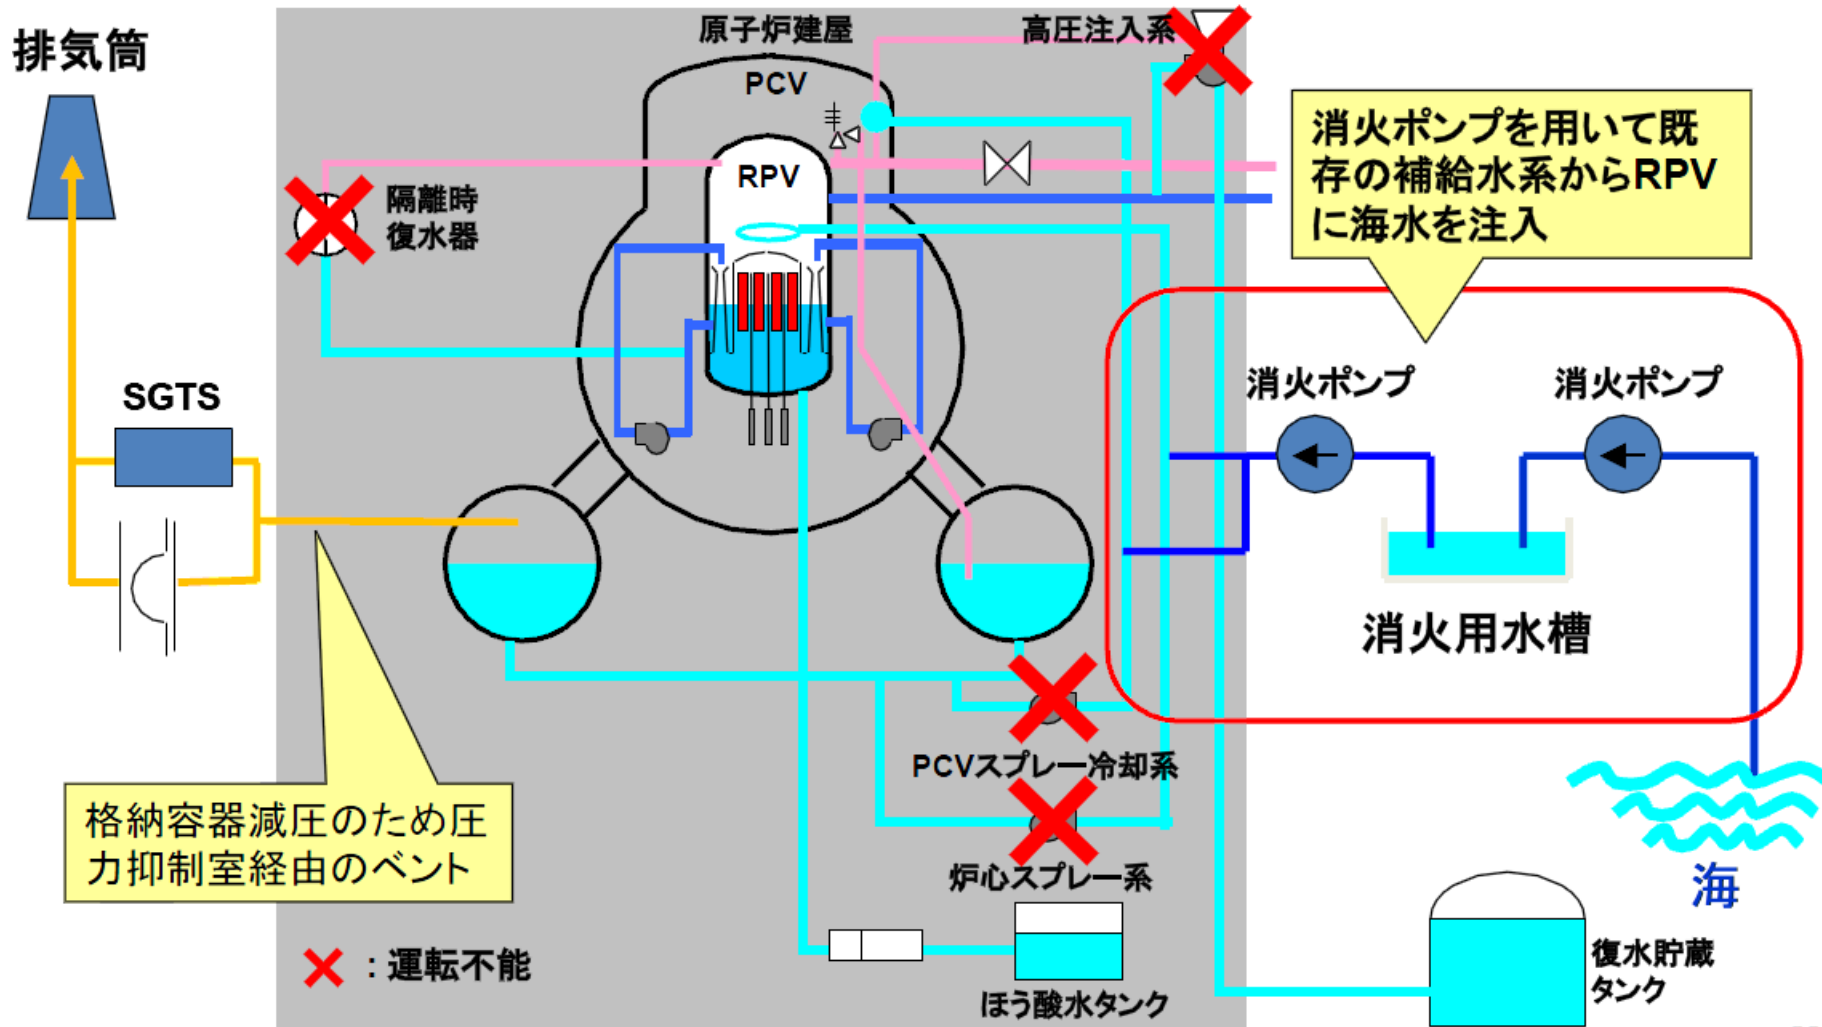 排気筒
原子炉建屋
高圧注入系
PCV
消火ポンプを用いて既
存の補給水系からRPV
に海水を注入
RPV
隔離時
復水器
消火ポンプ
消火ポンプ
SGTS
消火用水槽
PCVスプレー冷却系
格納容器減圧のため圧
力抑制室経由のベント
炉心スプレー系
海
:運転不能
ほう酸水タンク
復水貯蔵
タンク